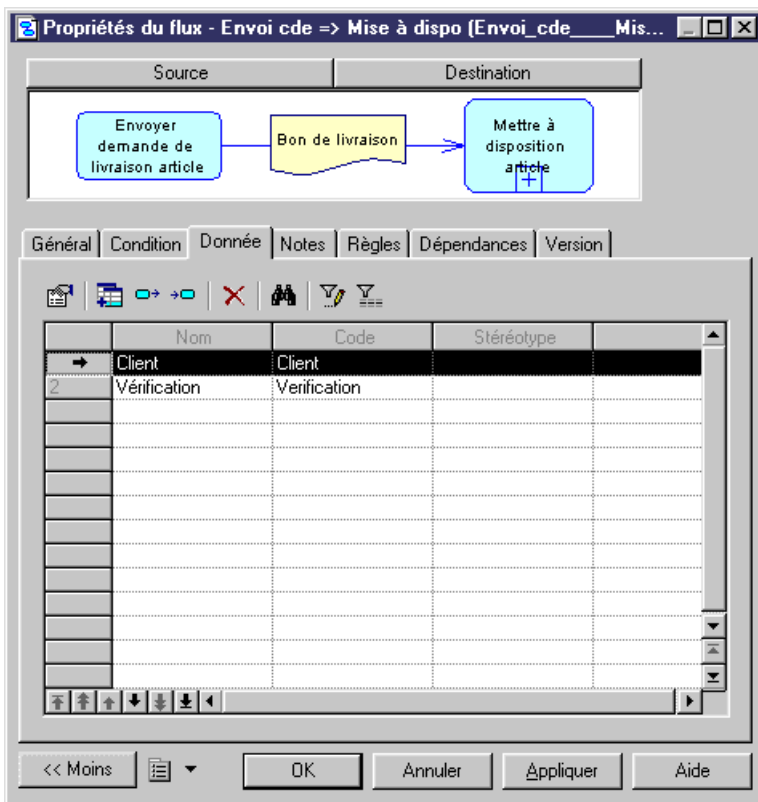 Propriétés du flux - Envoi cde => Mise à dispo (Envoi_cde____Mis...
Source Destination
Envoyer
demande de
livraison article
Bon de livraison
Mettre à
disposition
article
Général Condition Donnée Notes Règles Dépendances Version
Nom Code Stéréotype
Client Client
2 Vérification Verification
<< Moins OK Annuler Appliquer Aide